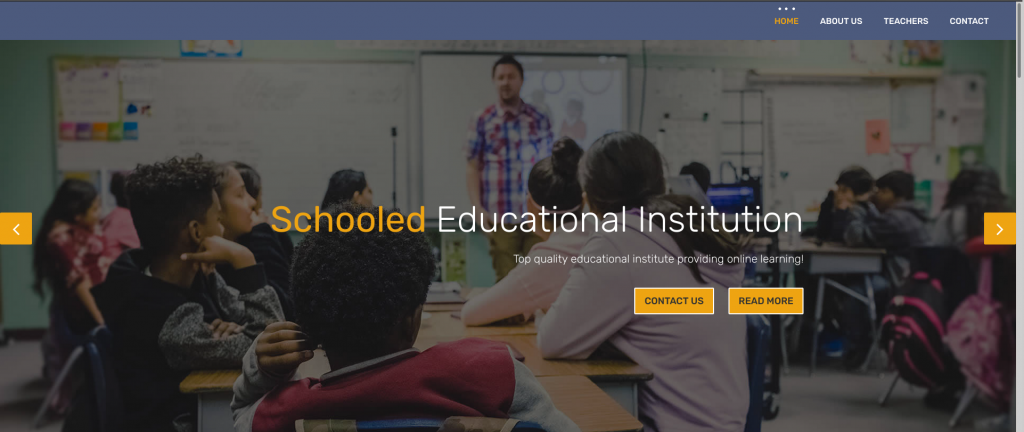 HOME ABOUT US TEACHERS CONTACT
Schooled Educational Institution
Top quality educational institute providing online learning!
CONTACT US READ MORE